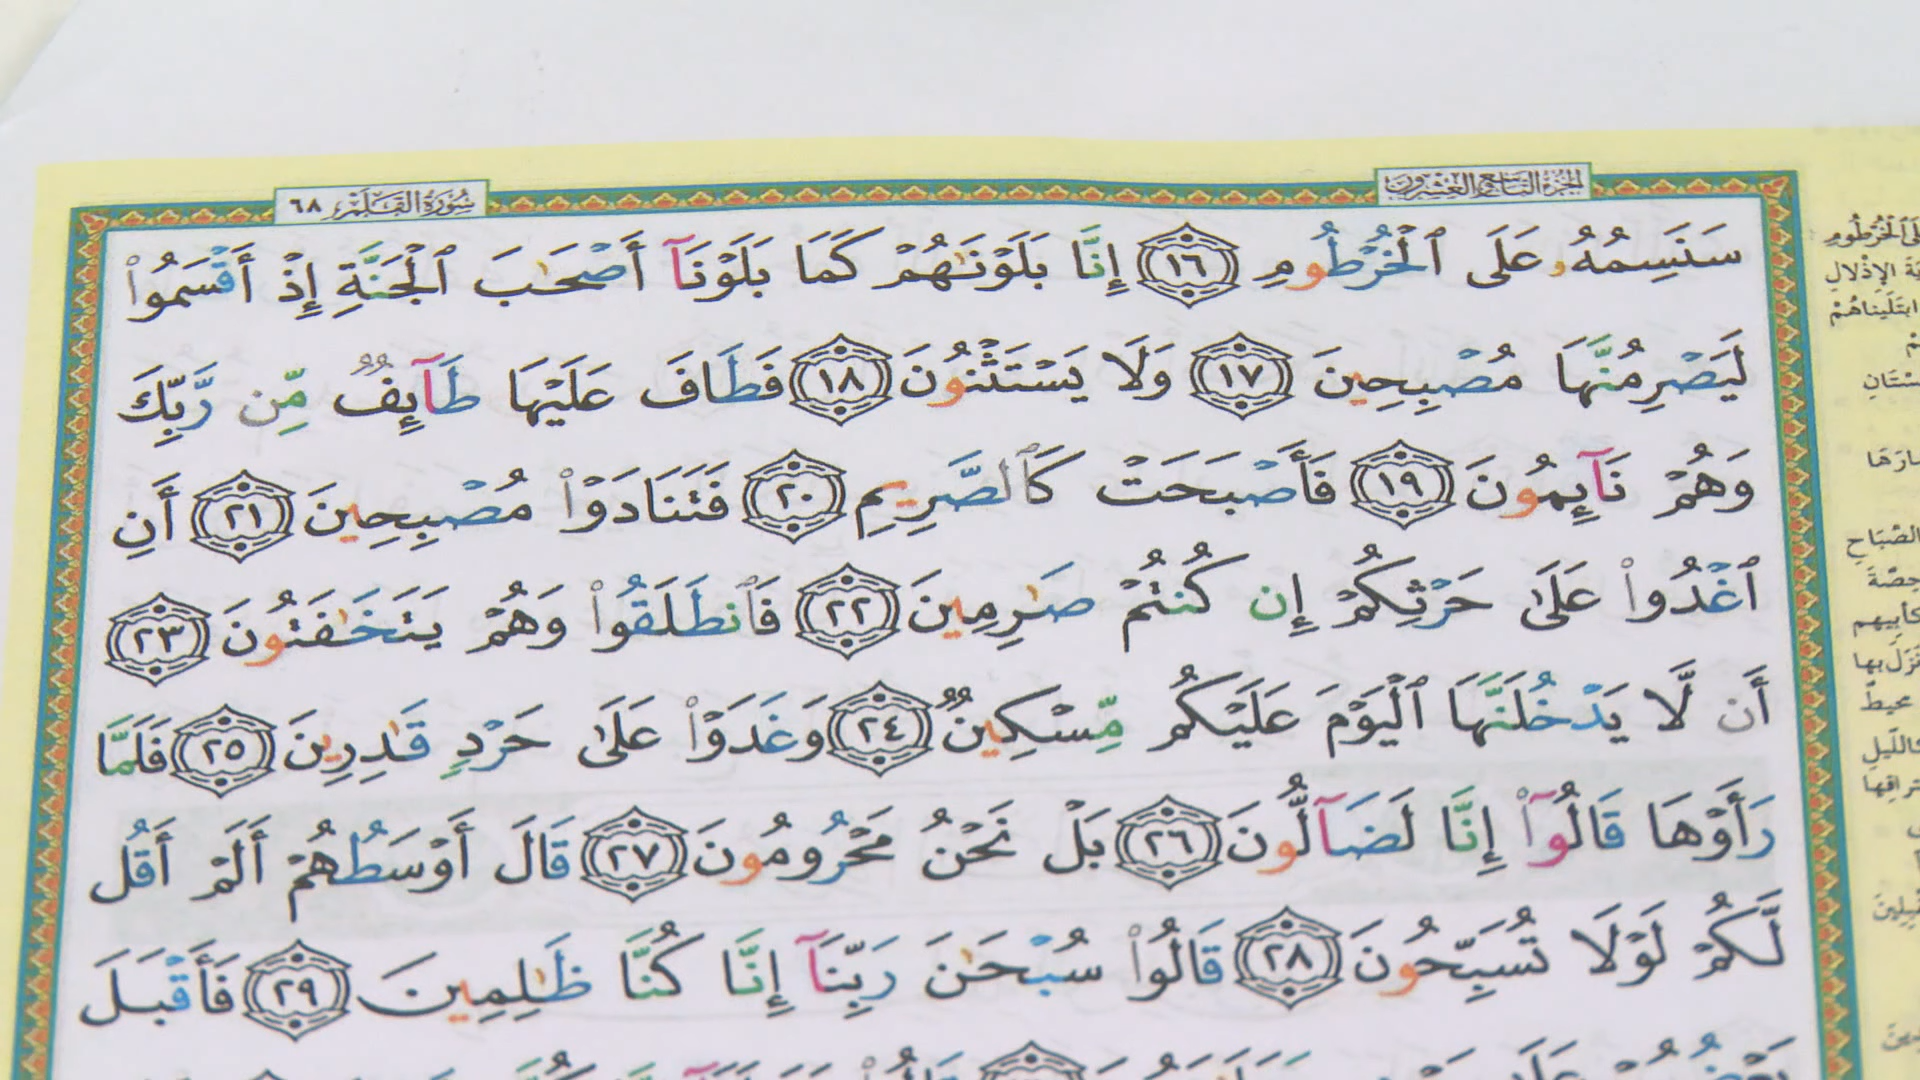 الجزء التاسع والعشرون
سورة القلم ٦٨
سَنَسِمُهُۥ عَلَى ٱلْخُرْطُومِ ١٦ إِنَّا بَلَوْنَـٰهُمْ كَمَا بَلَوْنَآ أَصْحَـٰبَ ٱلْجَنَّةِ إِذْ أَقْسَمُوا۟
لَيَصْرِمُنَّهَا مُصْبِحِينَ ١٧ وَلَا يَسْتَثْنُونَ ١٨ فَطَافَ عَلَيْهَا طَآئِفٌ مِّن رَّبِّكَ
وَهُمْ نَآئِمُونَ ١٩ فَأَصْبَحَتْ كَٱلصَّرِيمِ ٢٠ فَتَنَادَوْا۟ مُصْبِحِينَ ٢١ أَنِ
ٱغْدُوا۟ عَلَىٰ حَرْثِكُمْ إِن كُنتُمْ صَـٰرِمِينَ ٢٢ فَٱنطَلَقُوا۟ وَهُمْ يَتَخَـٰفَتُونَ ٢٣
أَن لَّا يَدْخُلَنَّهَا ٱلْيَوْمَ عَلَيْكُم مِّسْكِينٌ ٢٤ وَغَدَوْا۟ عَلَىٰ حَرْدٍ قَـٰدِرِينَ ٢٥ فَلَمَّا
رَأَوْهَا قَالُوٓا۟ إِنَّا لَضَآلُّونَ ٢٦ بَلْ نَحْنُ مَحْرُومُونَ ٢٧ قَالَ أَوْسَطُهُمْ أَلَمْ أَقُل
لَّكُمْ لَوْلَا تُسَبِّحُونَ ٢٨ قَالُوا۟ سُبْحَـٰنَ رَبِّنَآ إِنَّا كُنَّا ظَـٰلِمِينَ ٢٩ فَأَقْبَلَ